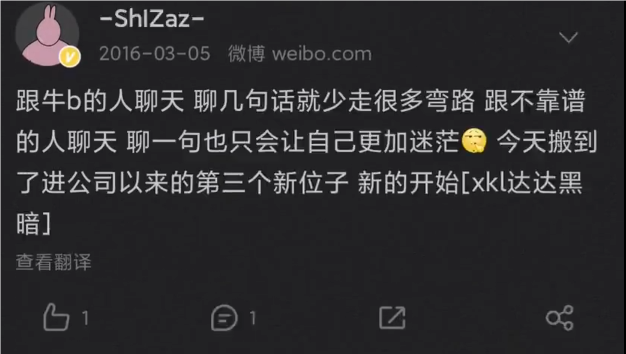 -ShIZaz-
2016-03-05 微博 weibo.com
跟牛b的人聊天 聊几句话就少走很多弯路 跟不靠谱
的人聊天 聊一句也只会让自己更加迷茫🤔 今天搬到
了进公司以来的第三个新位子 新的开始[xkl达达黑
暗]
查看翻译
1 1